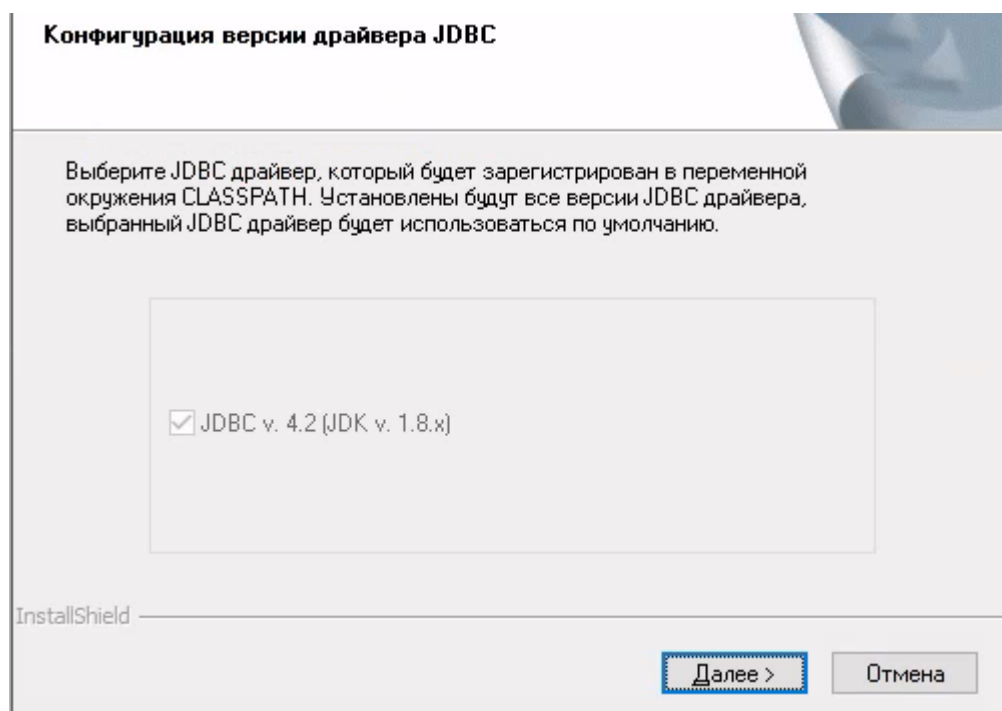 Конфигурация версии драйвера JDBC
Выберите JDBC драйвер, который будет зарегистрирован в переменной
окружения CLASSPATH. Установлены будут все версии JDBC драйвера,
выбранный JDBC драйвер будет использоваться по умолчанию.
JDBC v. 4.2 (JDK v. 1.8.x)
InstallShield
Далее >
Отмена